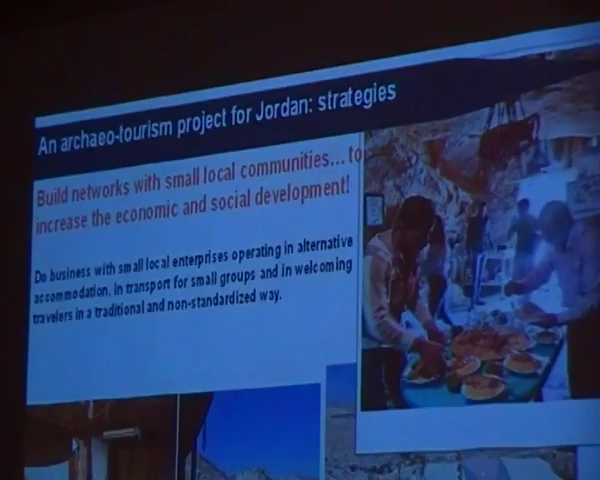 An archaeo-tourism project for Jordan: strategies
Build networks with small local communities... to
increase the economic and social development!
Do business with small local enterprises operating in alternative
accommodation, in transport for small groups and in welcoming
travelers in a traditional and non-standardized way.